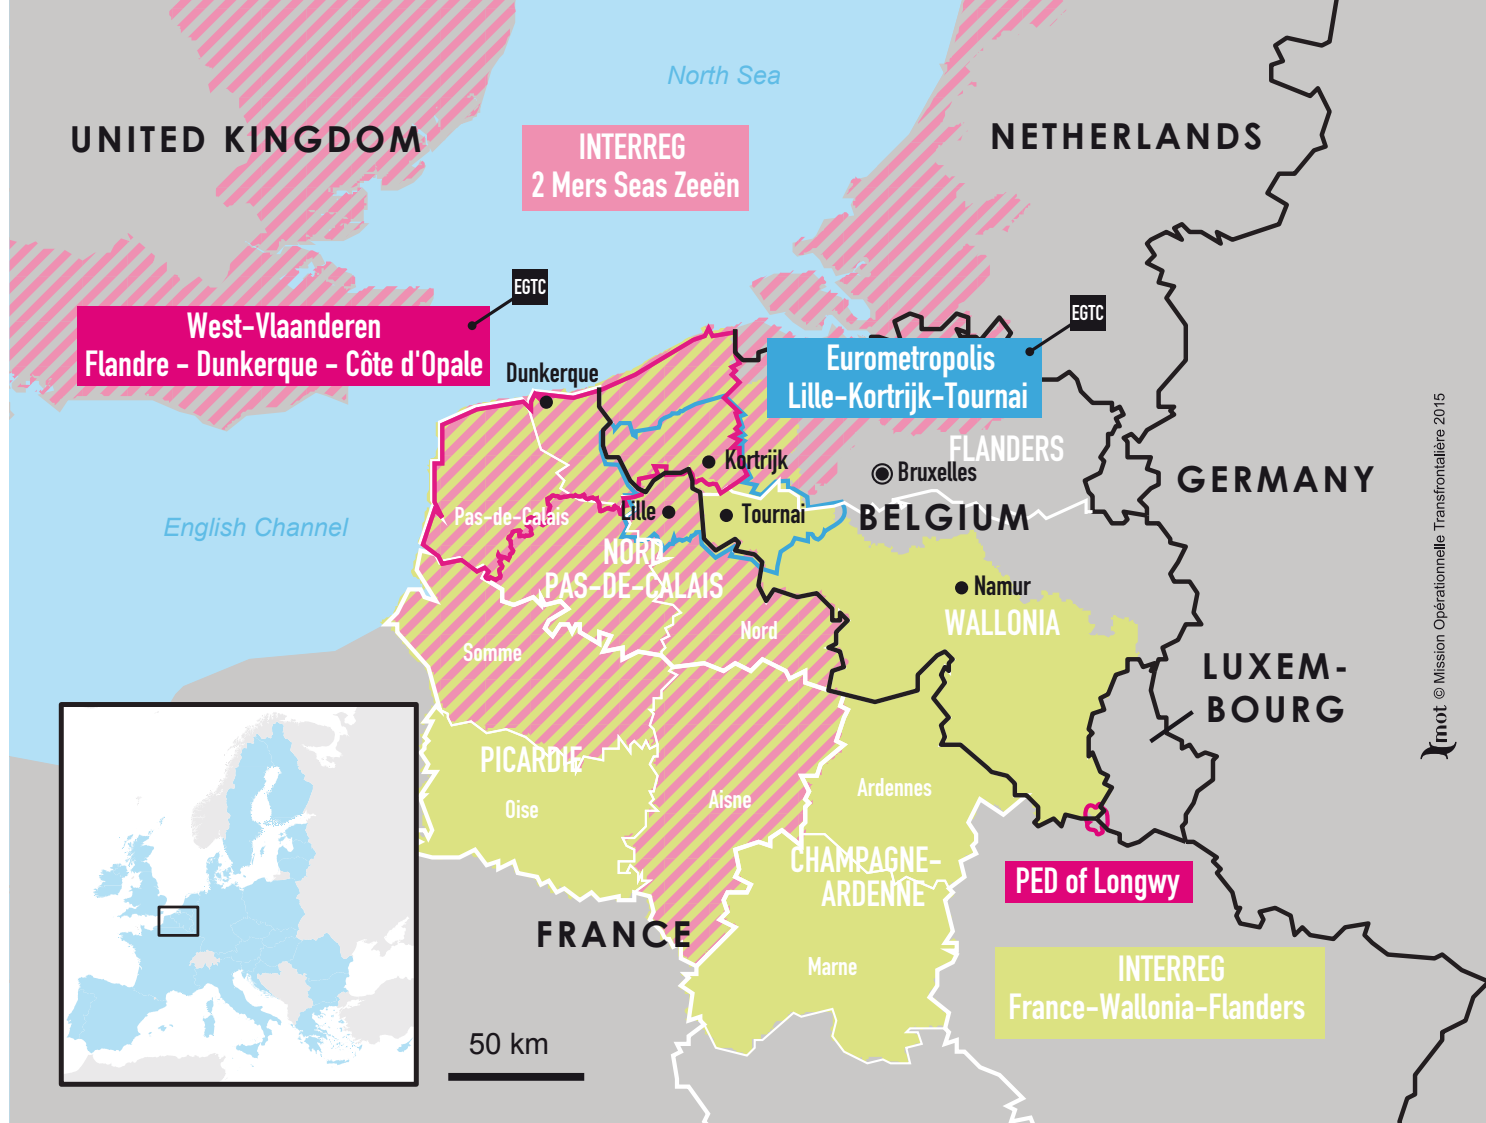 North Sea
UNITED KINGDOM
NETHERLANDS
INTERREG
2 Mers Seas Zeeën
EGTC
EGTC
West-Vlaanderen
Flandre - Dunkerque - Côte d'Opale
Eurometropolis
Lille-Kortrijk-Tournai
Dunkerque
FLANDERS
Kortrijk
Bruxelles
GERMANY
English Channel
Pas-de-Calais
Lille
Tournai
BELGIUM
NORD-
PAS-DE-CALAIS
Namur
WALLONIA
Nord
Somme
LUXEM-
BOURG
PICARDIE
Oise
Aisne
Ardennes
CHAMPAGNE-
ARDENNE
PED of Longwy
FRANCE
Marne
INTERREG
France-Wallonia-Flanders
50 km
mot © Mission Opérationnelle Transfrontalière 2015